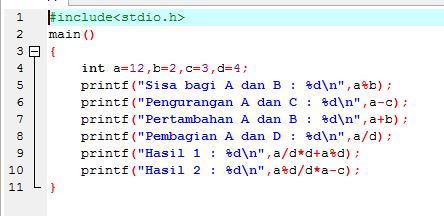 1 #include<stdio.h>
2 main()
3 {
4 int a=12,b=2,c=3,d=4;
5 printf("Sisa bagi A dan B : %d\n",a%b);
6 printf("Pengurangan A dan C : %d\n",a-c);
7 printf("Pertambahan A dan B : %d\n",a+b);
8 printf("Pembagian A dan D : %d\n",a/d);
9 printf("Hasil 1 : %d\n",a/d*d+a%d);
10 printf("Hasil 2 : %d\n",a%d/d*a-c);
11 }